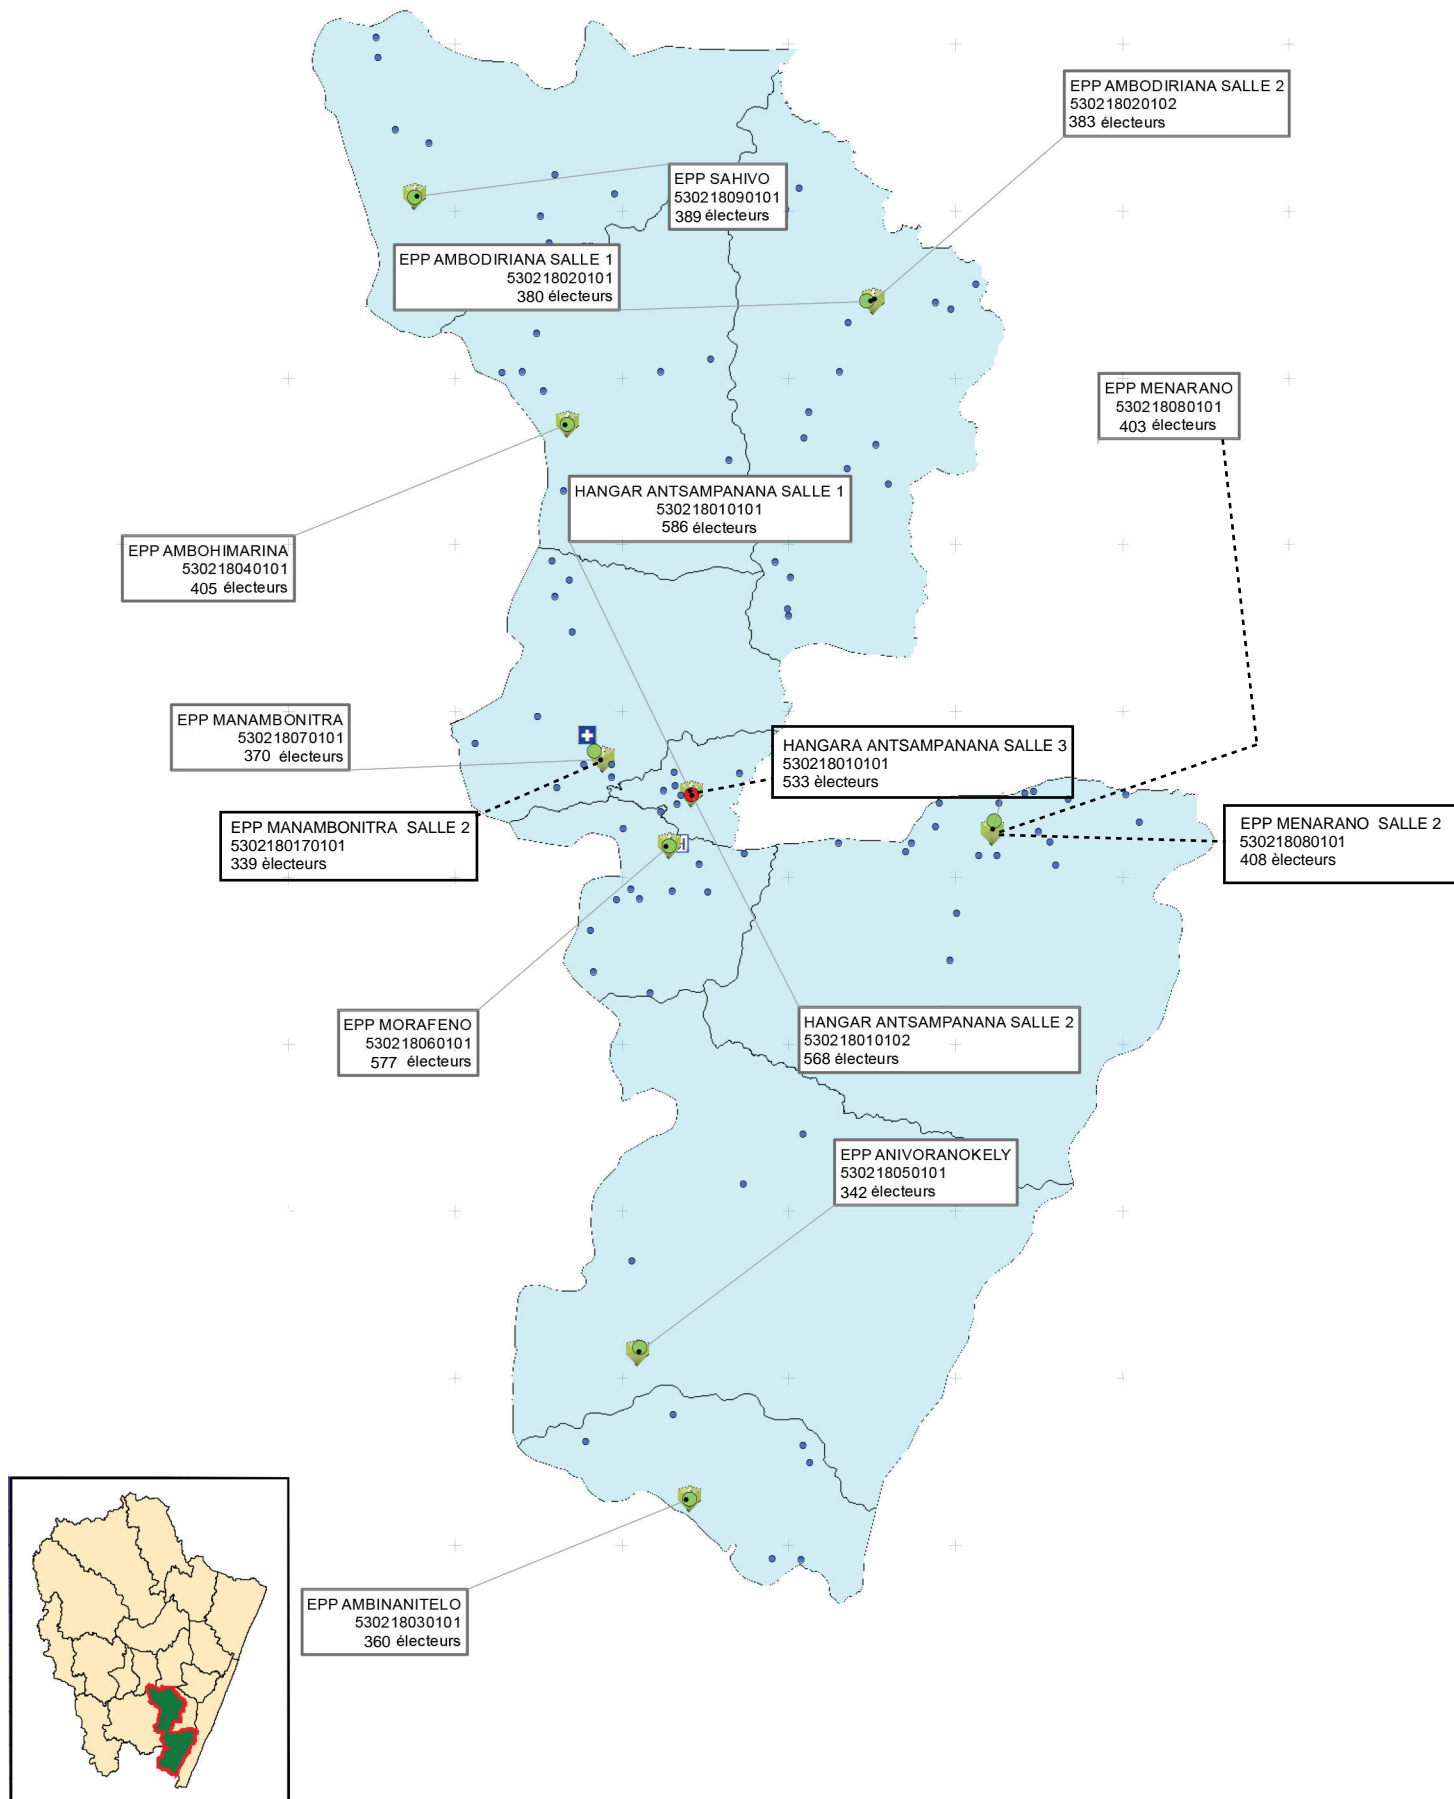 EPP AMBODIRIANA SALLE 2
530218020102
383 électeurs
EPP SAHIVO
530218090101
389 électeurs
EPP AMBODIRIANA SALLE 1
530218020101
380 électeurs
EPP MENARANO
530218080101
403 électeurs
HANGAR ANTSAMPANANA SALLE 1
530218010101
586 électeurs
EPP AMBOHIMARINA
530218040101
405 électeurs
EPP MANAMBONITRA
530218070101
370 électeurs
HANGARA ANTSAMPANANA SALLE 3
530218010101
533 èlecteurs
EPP MANAMBONITRA SALLE 2
5302180170101
339 èlecteurs
EPP MENARANO SALLE 2
530218080101
408 èlecteurs
EPP MORAFENO
530218060101
577 électeurs
HANGAR ANTSAMPANANA SALLE 2
530218010102
568 électeurs
EPP ANIVORANOKELY
530218050101
342 électeurs
EPP AMBINANITELO
530218030101
360 électeurs